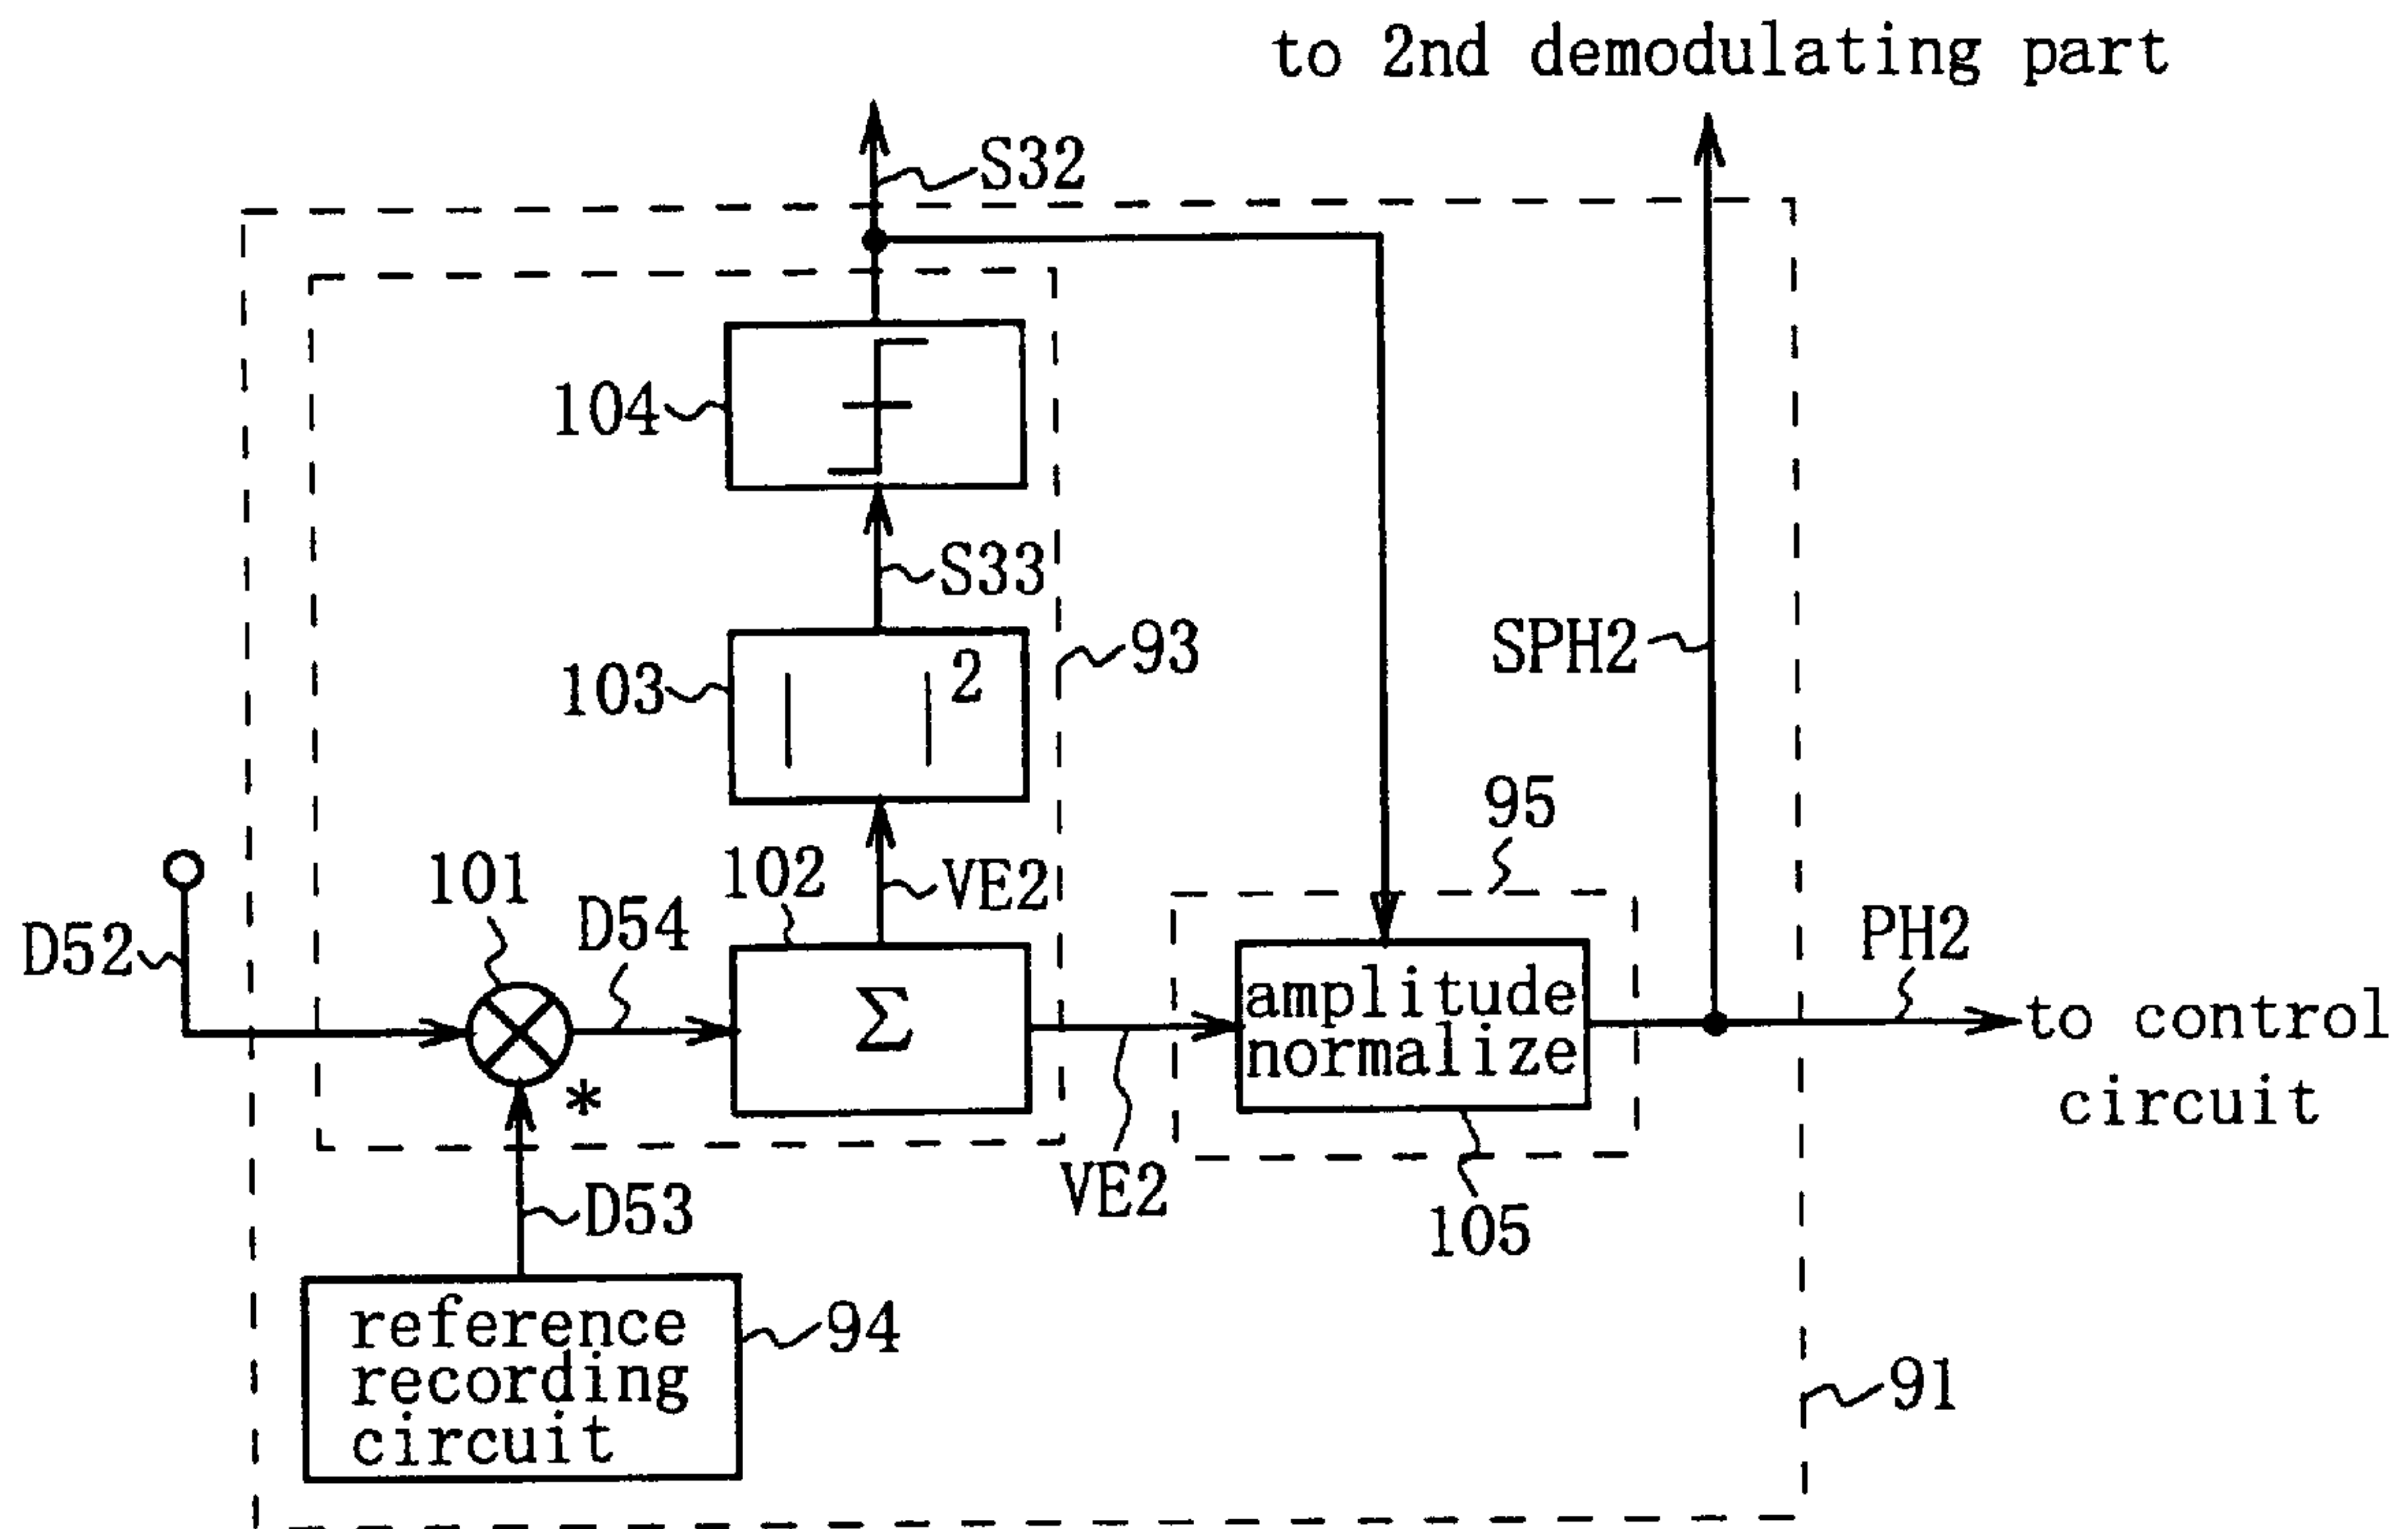 to 2nd demodulating part
S32
104
S33
93
103
2
SPH2
95
101
102
VE2
D54
D52
Σ
amplitude
normalize
PH2
to control
circuit
*
VE2
D53
105
reference
recording
circuit
94
91